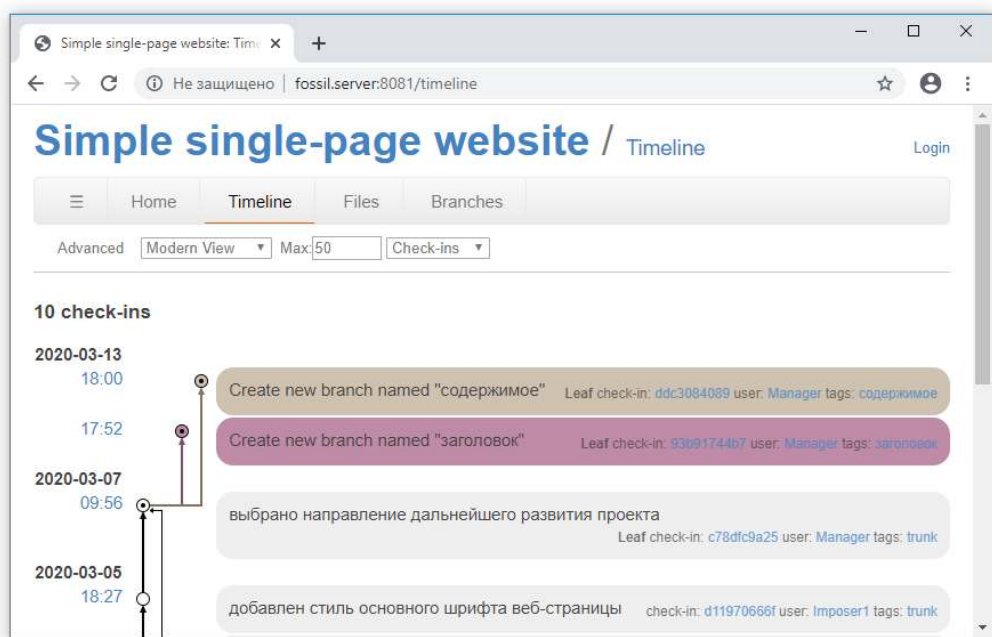 Simple single-page website: Time
Не защищено | fossil.server:8081/timeline
Simple single-page website / Timeline
Login
☰ Home Timeline Files Branches
Advanced Modern View Max: 50 Check-ins
10 check-ins
2020-03-13
18:00 Create new branch named "содержимое" Leaf check-in: ddc3084089 user: Manager tags: содержимое
17:52 Create new branch named "заголовок" Leaf check-in: 93b91744b7 user: Manager tags: заголовок
2020-03-07
09:56 выбрано направление дальнейшего развития проекта
Leaf check-in: c78dfc9a25 user: Manager tags: trunk
2020-03-05
18:27 добавлен стиль основного шрифта веб-страницы check-in: d11970666f user: Imposer1 tags: trunk